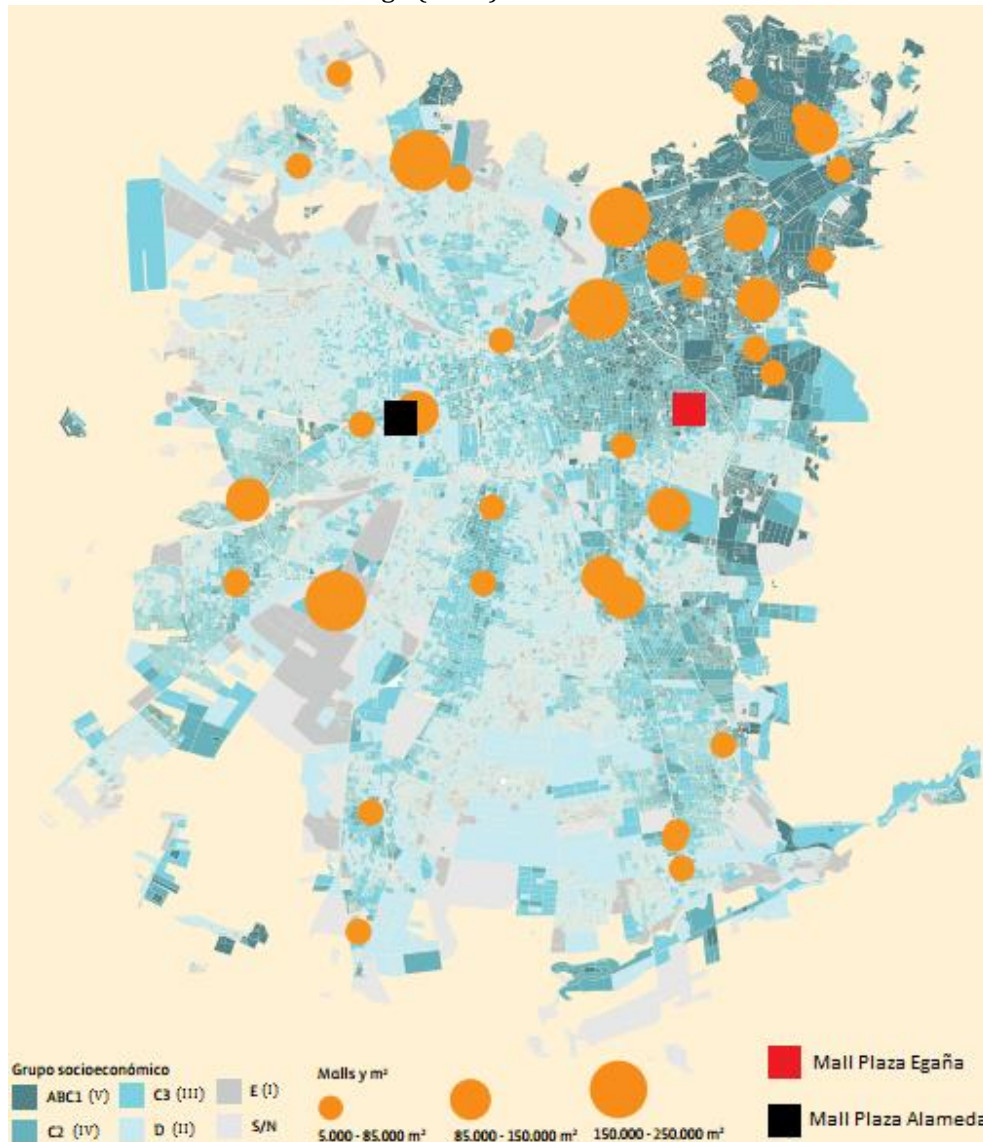 Grupo socioeconómico
ABC1 (V)
C3 (III)
E (I)
C2 (IV)
D (II)
S/N
Malls y m²
5.000 - 85.000 m²
85.000 - 150.000 m²
150.000 - 250.000 m²
Mall Plaza Egaña
Mall Plaza Alameda